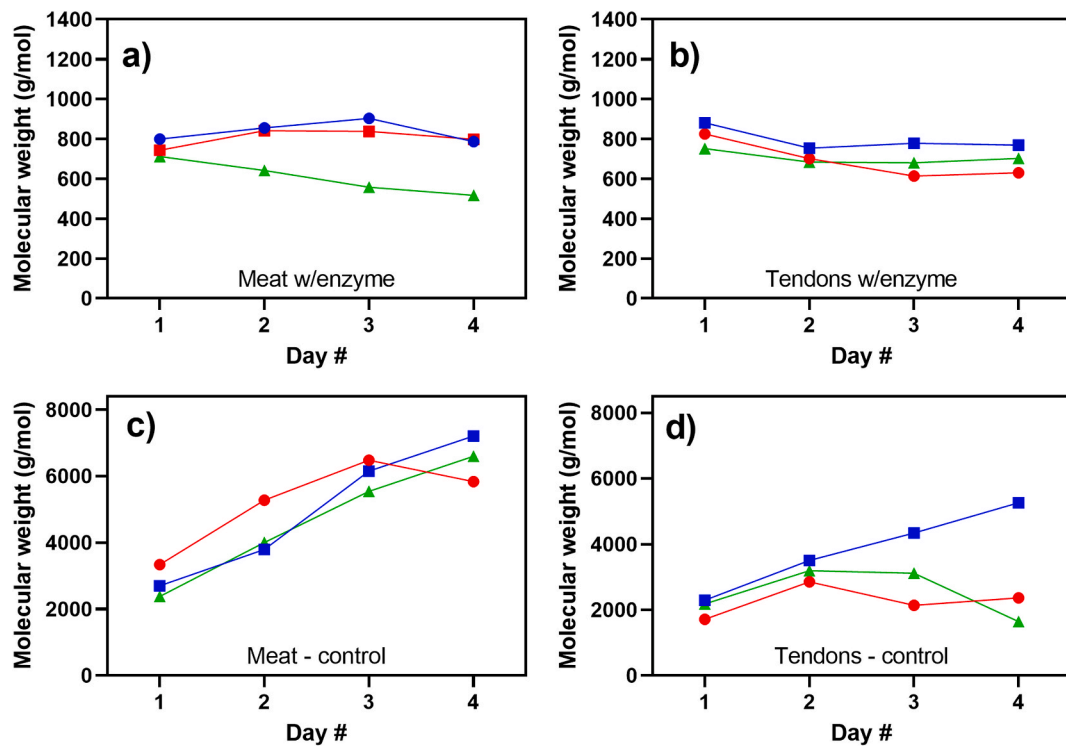 a)
Molecular weight (g/mol)
1400
1200
1000
800
600
400
200
0
Meat w/enzyme
1 2 3 4
Day #
b)
Molecular weight (g/mol)
1400
1200
1000
800
600
400
200
0
Tendons w/enzyme
1 2 3 4
Day #
c)
Molecular weight (g/mol)
8000
6000
4000
2000
0
Meat - control
1 2 3 4
Day #
d)
Molecular weight (g/mol)
8000
6000
4000
2000
0
Tendons - control
1 2 3 4
Day #